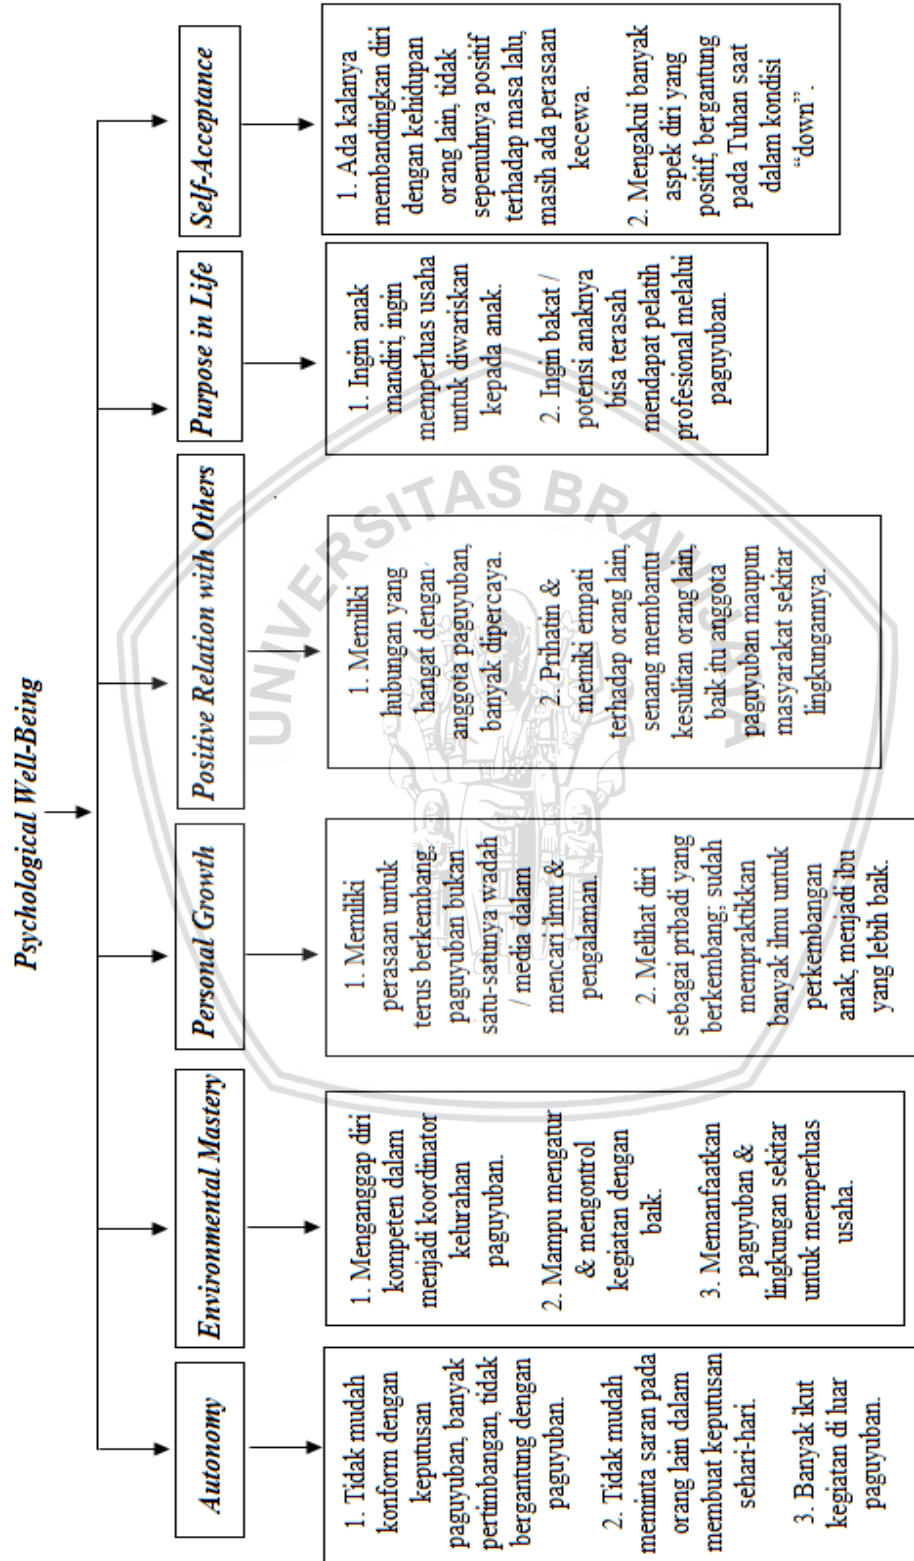 Psychological Well-Being
Autonomy
1. Tidak mudah
konform dengan
keputusan
paguyuban, banyak
pertimbangan, tidak
bergantung dengan
paguyuban.
2. Tidak mudah
meminta saran pada
orang lain dalam
membuat keputusan
sehari-hari.
3. Banyak ikut
kegiatan di luar
paguyuban.
Environmental Mastery
1. Menganggap diri
kompeten dalam
menjadi koordinator
kelurahan
paguyuban.
2. Mampu mengatur
& mengontrol
kegiatan dengan
baik.
3. Memanfaatkan
paguyuban &
lingkungan sekitar
untuk memperluas
usaha.
Personal Growth
1. Memiliki
perasaan untuk
terus berkembang:
paguyuban bukan
satu-satunya wadah
/ media dalam
mencari ilmu &
pengalaman.
2. Melihat diri
sebagai pribadi yang
berkembang: sudah
mempraktikkan
banyak ilmu untuk
perkembangan
anak, menjadi ibu
yang lebih baik.
Positive Relation with Others
1. Memiliki
hubungan yang
hangat dengan
anggota paguyuban,
banyak dipercaya.
2. Prihatin &
memiki empati
terhadap orang lain,
senang membantu
kesulitan orang lain,
baik itu anggota
paguyuban maupun
masyarakat sekitar
lingkungannya.
Purpose in Life
1. Ingin anak
mandiri, ingin
memperluas usaha
untuk diwariskan
kepada anak.
2. Ingin bakat /
potensi anaknya
bisa terasah
mendapat pelatih
profesional melalui
paguyuban.
Self-Acceptance
1. Ada kalanya
membandingkan diri
dengan kehidupan
orang lain, tidak
sepenuhnya positif
terhadap masa lalu,
masih ada perasaan
kecewa.
2. Mengakui banyak
aspek diri yang
positif, bergantung
pada Tuhan saat
dalam kondisi
“down”.
UNIVERSITAS BRAWIJAYA